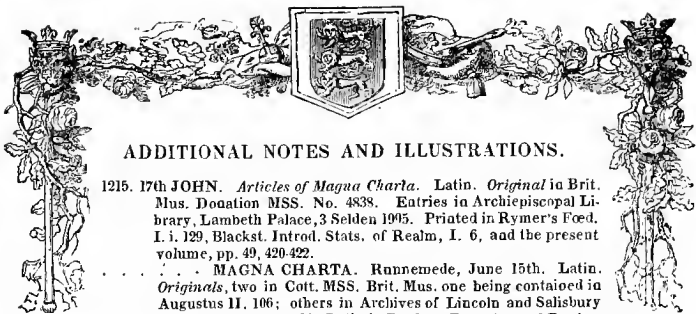 ADDITIONAL NOTES AND ILLUSTRATIONS.
1215. 17th JOHN. Articles of Magna Charta. Latin. Original in Brit.
Mus. Donation MSS. No. 4838. Entries in Archiepiscopal Li-
brary, Lambeth Palace, 3 Selden 1995. Printed in Rymer's Fœd.
I. i. 129, Blackst. Introd. Stats. of Realm, I. 6, and the present
volume, pp. 49, 420-422.
. . . . . . MAGNA CHARTA. Runnemede, June 15th. Latin.
Originals, two in Cott. MSS. Brit. Mus. one being contained in
Augustus II. 106; others in Archives of Lincoln and Salisbury